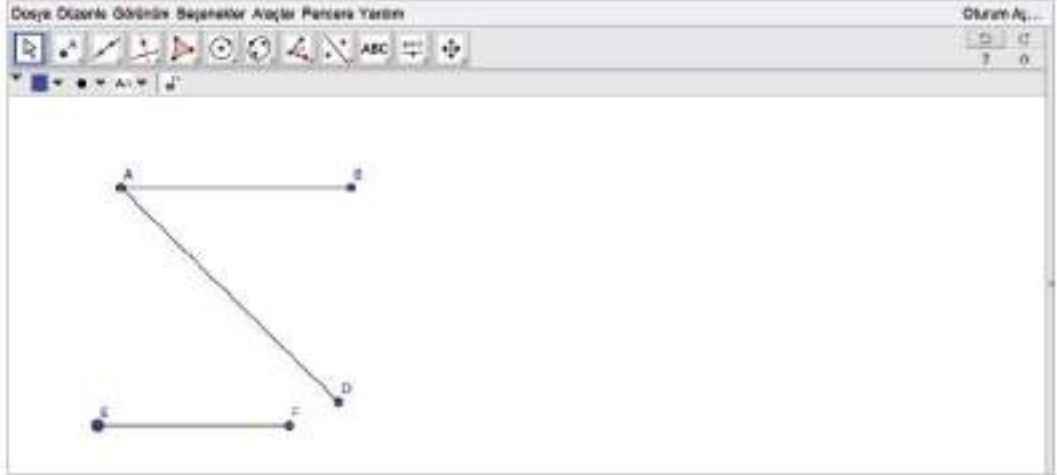 Dosya Düzenle Görünüm Seçenekler Araçlar Pencere Yardım
Oturum Aç...
ABC
A
B
D
E
F